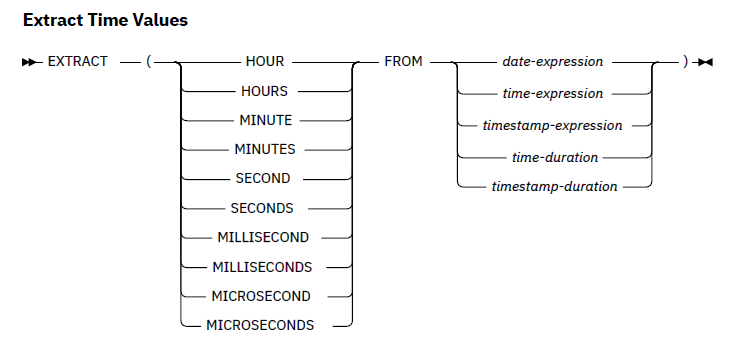 Extract Time Values
EXTRACT ( HOUR FROM date-expression )
HOURS time-expression
MINUTE timestamp-expression
MINUTES time-duration
SECOND timestamp-duration
SECONDS
MILLISECOND
MILLISECONDS
MICROSECOND
MICROSECONDS